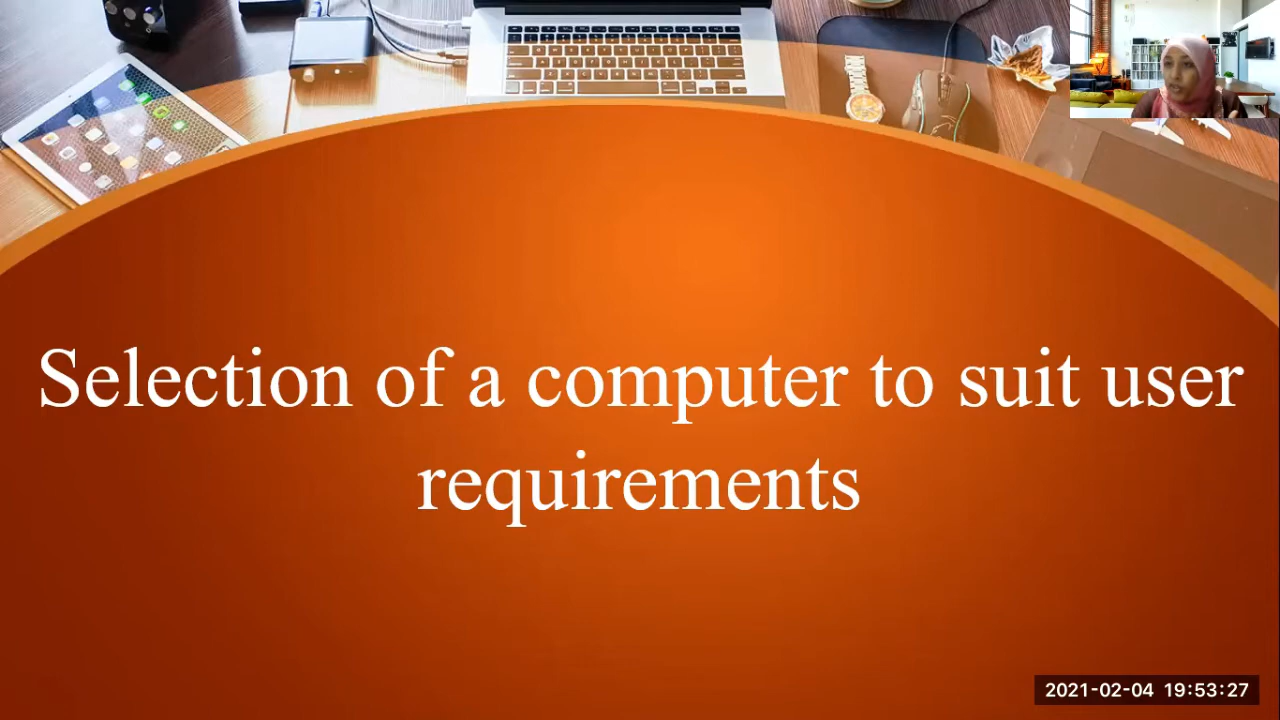 Selection of a computer to suit user
requirements
2021-02-04 19:53:27